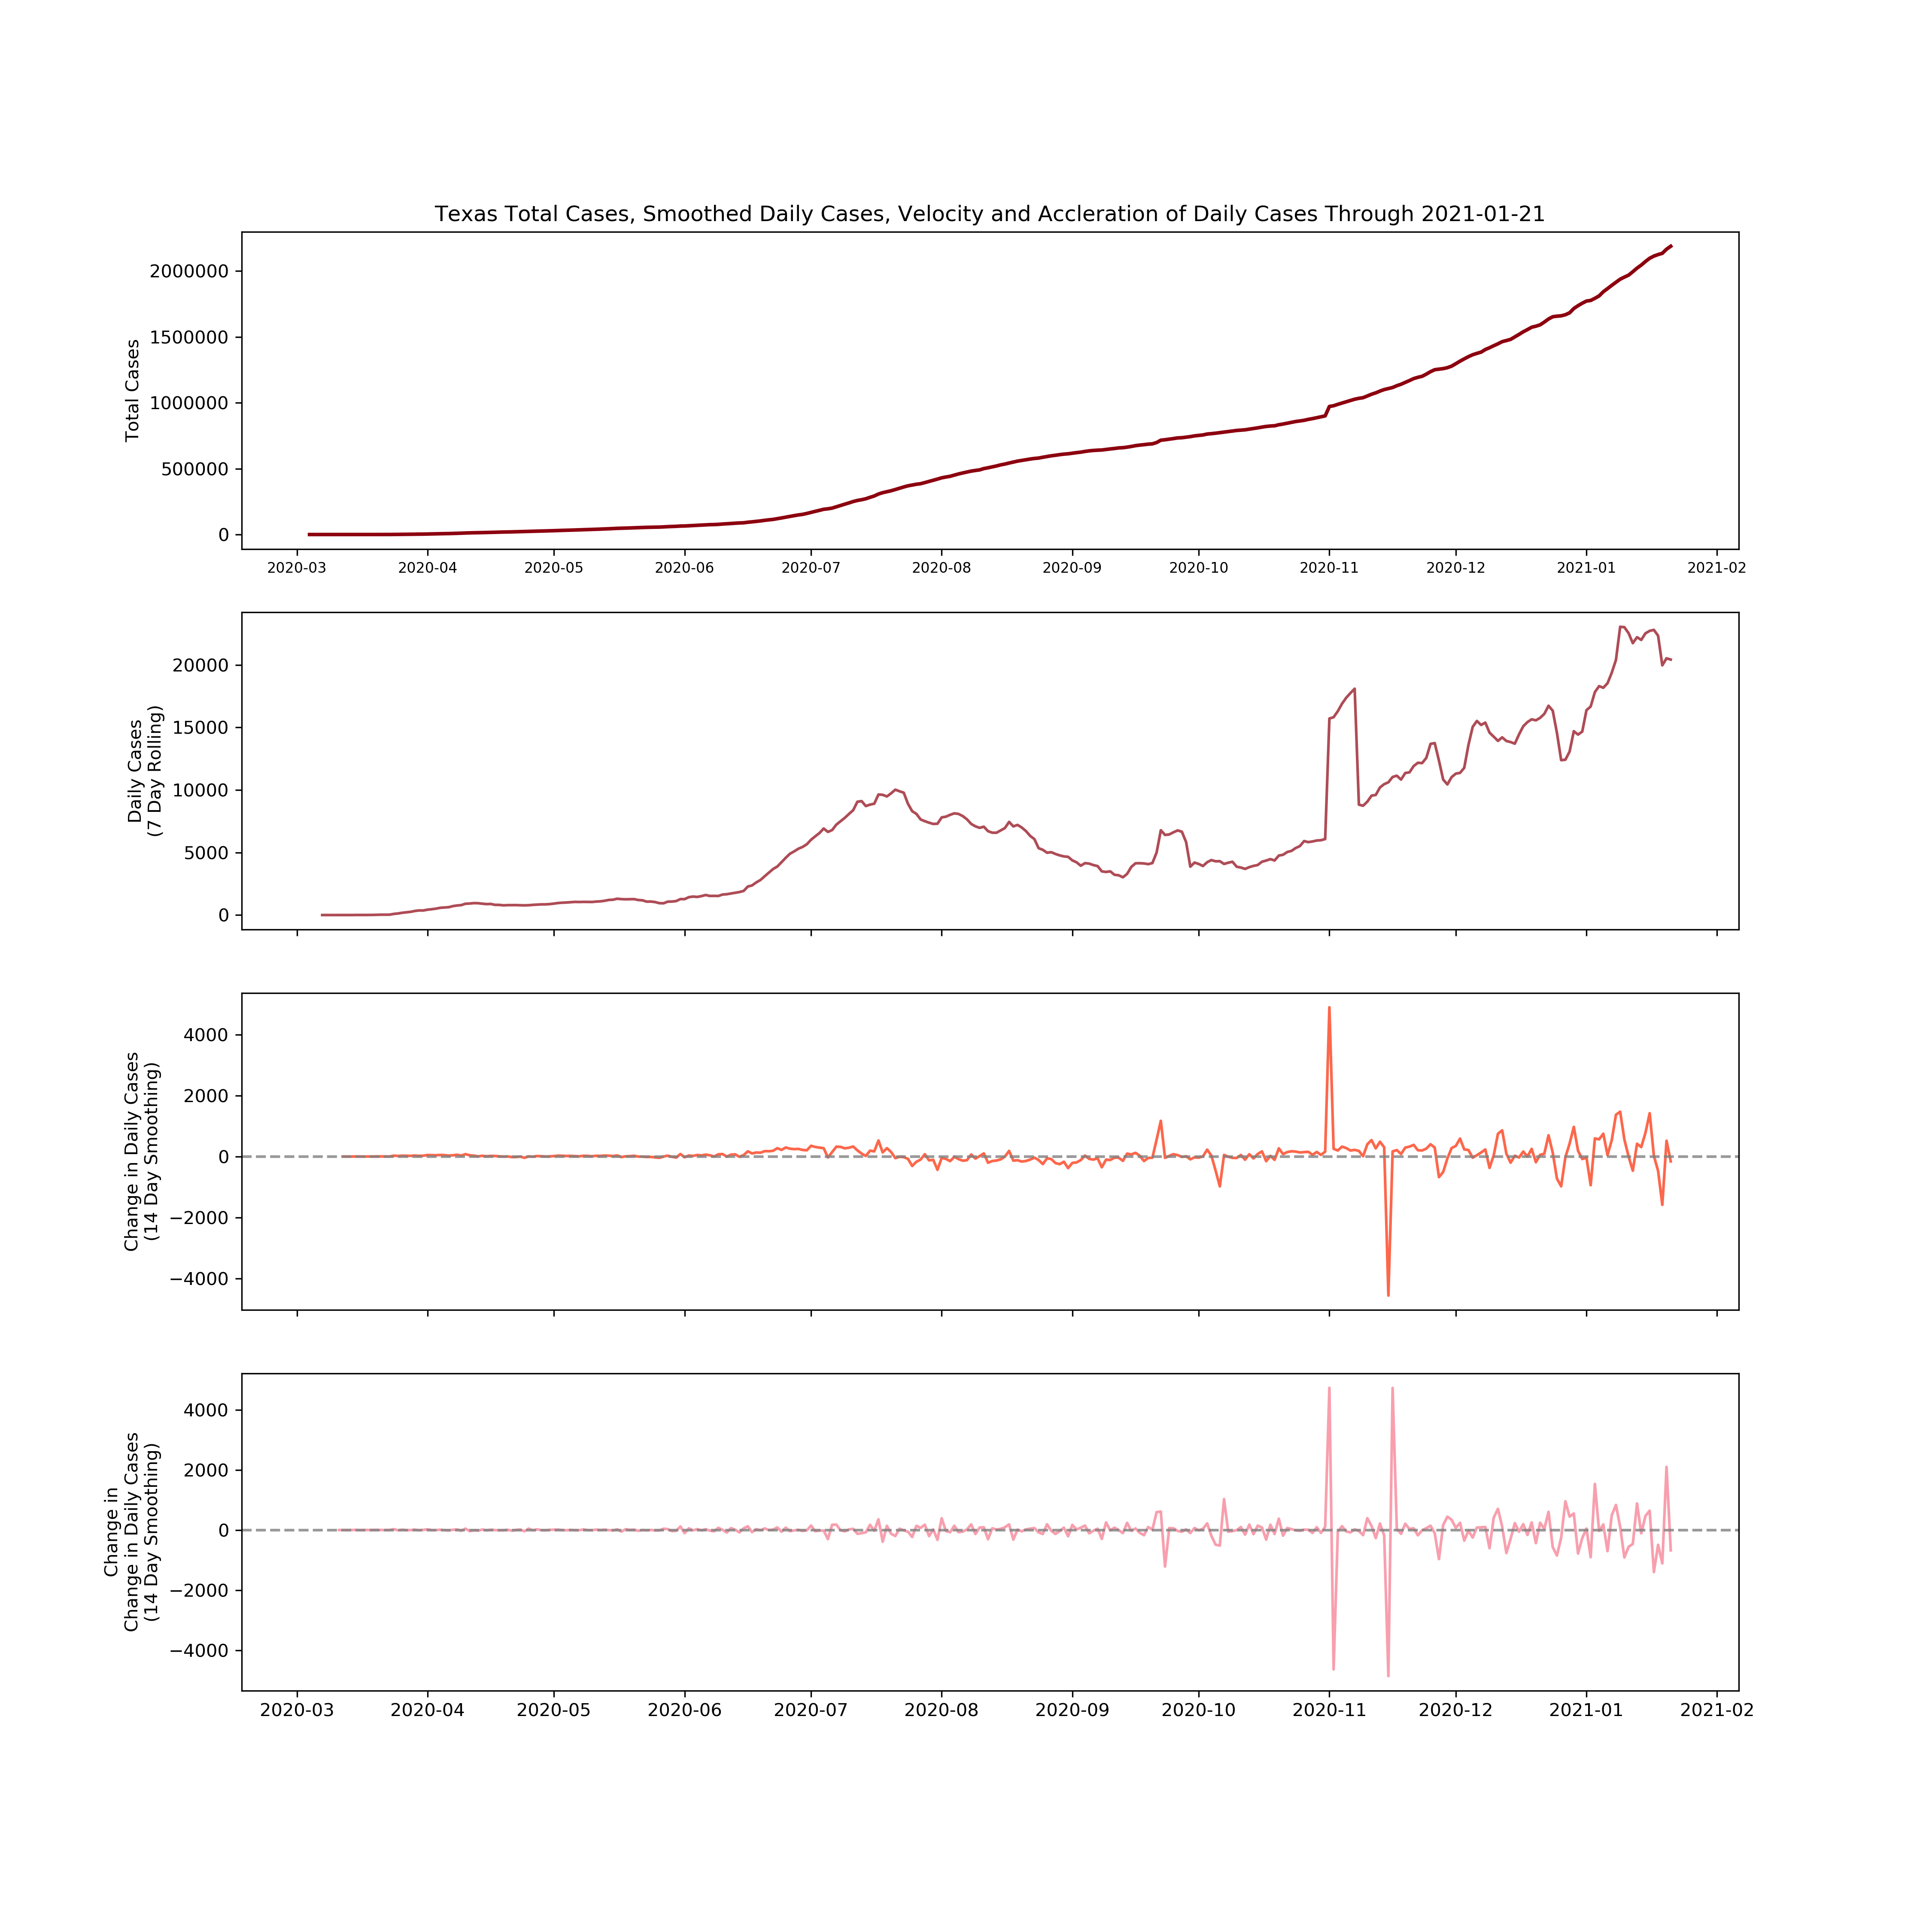 Texas Total Cases, Smoothed Daily Cases, Velocity and Accleration of Daily Cases Through 2021-01-21
Total Cases
2000000
1500000
1000000
500000
0
2020-03 2020-04 2020-05 2020-06 2020-07 2020-08 2020-09 2020-10 2020-11 2020-12 2021-01 2021-02
Daily Cases
(7 Day Rolling)
20000
15000
10000
5000
0
Change in Daily Cases
(14 Day Smoothing)
4000
2000
0
−2000
−4000
Change in
Change in Daily Cases
(14 Day Smoothing)
4000
2000
0
−2000
−4000
2020-03 2020-04 2020-05 2020-06 2020-07 2020-08 2020-09 2020-10 2020-11 2020-12 2021-01 2021-02